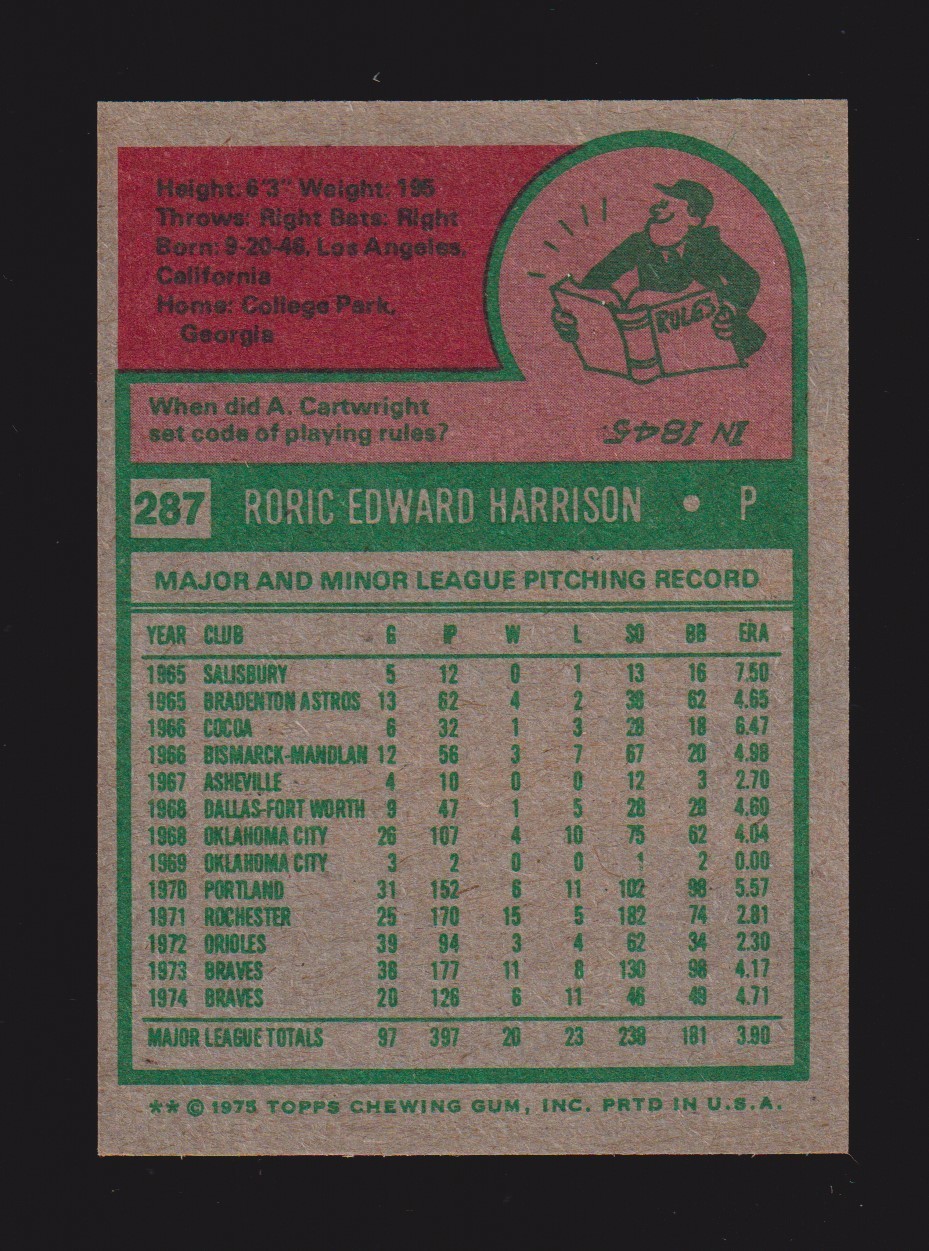 Height: 6'3" Weight: 195
Throws: Right Bats: Right
Born: 9-20-46, Los Angeles,
California
Home: College Park,
Georgia
RULES
When did A. Cartwright
set code of playing rules?
IN 1845.
287 RORIC EDWARD HARRISON • P
MAJOR AND MINOR LEAGUE PITCHING RECORD
YEAR CLUB G IP W L SO BB ERA
1965 SALISBURY 5 12 0 1 13 16 7.50
1965 BRADENTON ASTROS 13 62 4 2 39 62 4.65
1966 COCOA 6 32 1 3 28 18 6.47
1966 BISMARCK-MANDLAN 12 56 3 7 67 20 4.98
1967 ASHEVILLE 4 10 0 0 12 3 2.70
1968 DALLAS-FORT WORTH 9 47 1 5 28 29 4.60
1968 OKLAHOMA CITY 26 107 4 10 75 62 4.04
1969 OKLAHOMA CITY 3 2 0 0 1 2 0.00
1970 PORTLAND 31 152 6 11 102 98 5.57
1971 ROCHESTER 25 170 15 5 182 74 2.81
1972 ORIOLES 39 94 3 4 62 34 2.30
1973 BRAVES 38 177 11 8 130 98 4.17
1974 BRAVES 20 126 6 11 46 49 4.71
MAJOR LEAGUE TOTALS 97 397 20 23 238 181 3.90
** © 1975 TOPPS CHEWING GUM, INC. PRTD IN U.S.A.